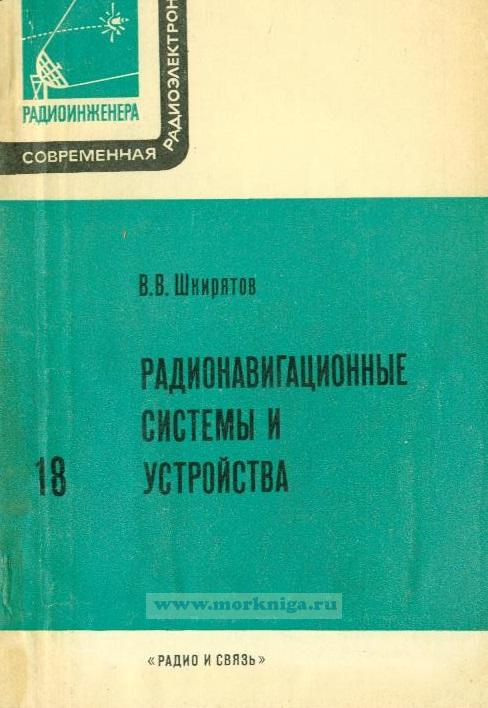 РАДИОИНЖЕНЕРА
СОВРЕМЕННАЯ
РАДИОЭЛЕКТРОН
В.В. Шкирятов
РАДИОНАВИГАЦИОННЫЕ
СИСТЕМЫ И
УСТРОЙСТВА
18
www.morkniga.ru
«РАДИО И СВЯЗЬ»